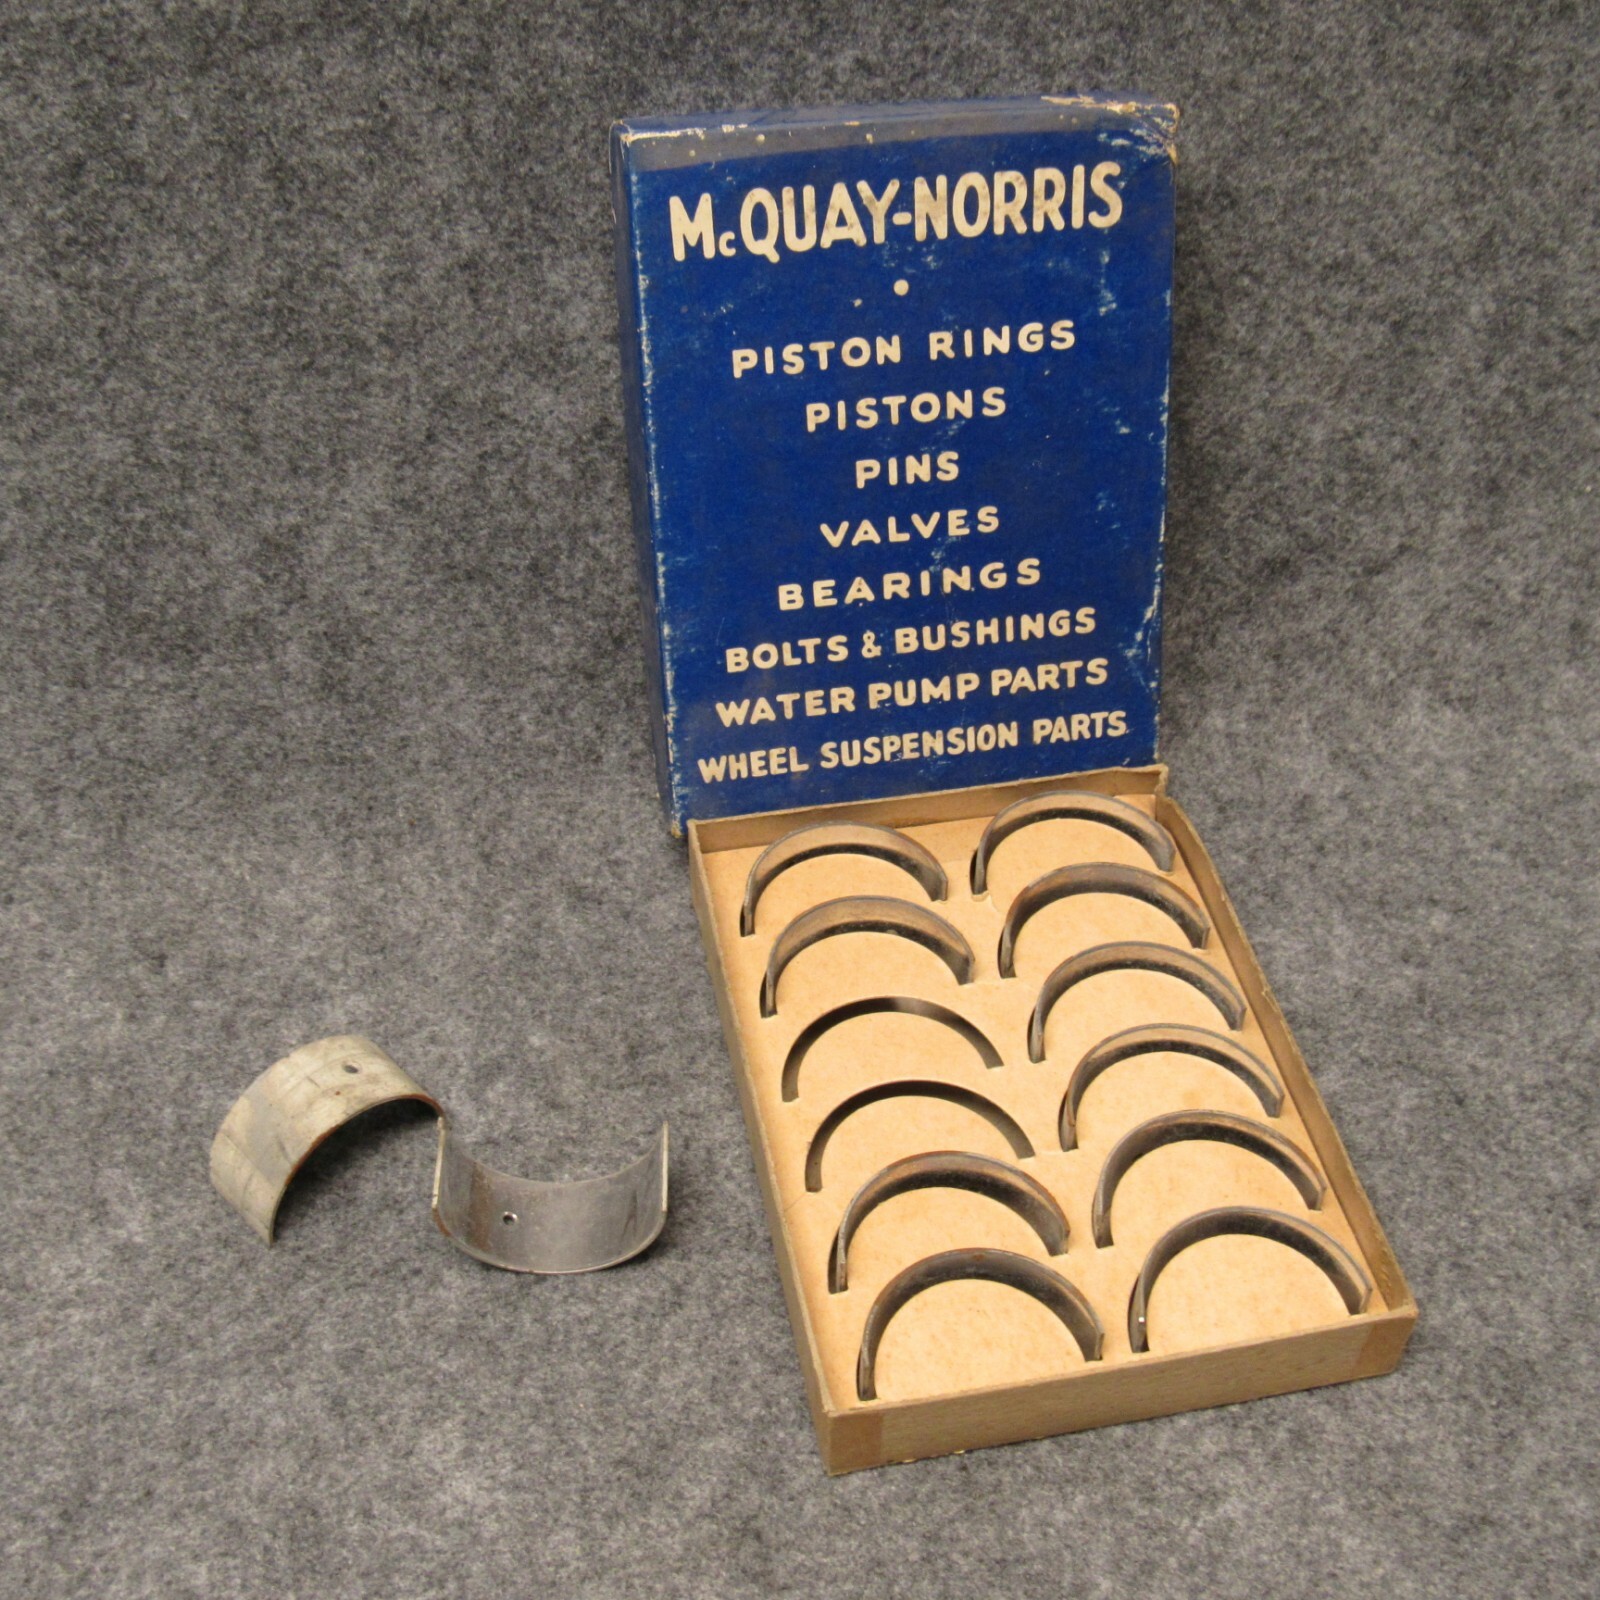 McQUAY-NORRIS
PISTON RINGS
PISTONS
PINS
VALVES
BEARINGS
BOLTS & BUSHINGS
WATER PUMP PARTS
WHEEL SUSPENSION PARTS